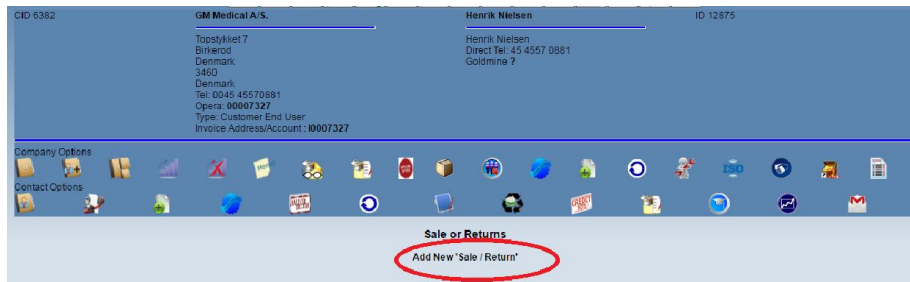 CID 6382
GM Medical A/S.
Henrik Nielsen
ID 12875
Topstykket 7
Birkerod
Denmark
3460
Denmark
Tel: 0045 45570881
Opera: 00007327
Type: Customer End User
Invoice Address/Account : I0007327
Henrik Nielsen
Direct Tel: 45 4557 0881
Goldmine ?
Company Options
ISO
Contact Options
Sale or Returns
Add New 'Sale / Return'